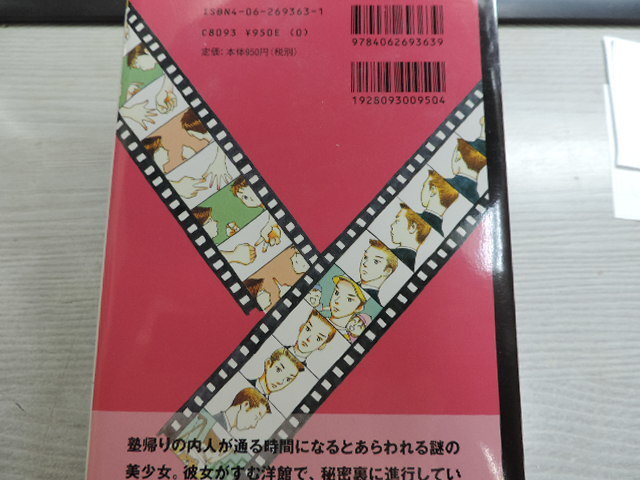 ISBN4-06-269363-1
C8093 ¥950E (0)
定価:本体950円(税別)
9784062693639
1928093009504
塾帰りの内人が通る時間になるとあらわれる謎の
美少女。彼女がすむ洋館で、秘密裏に進行してい